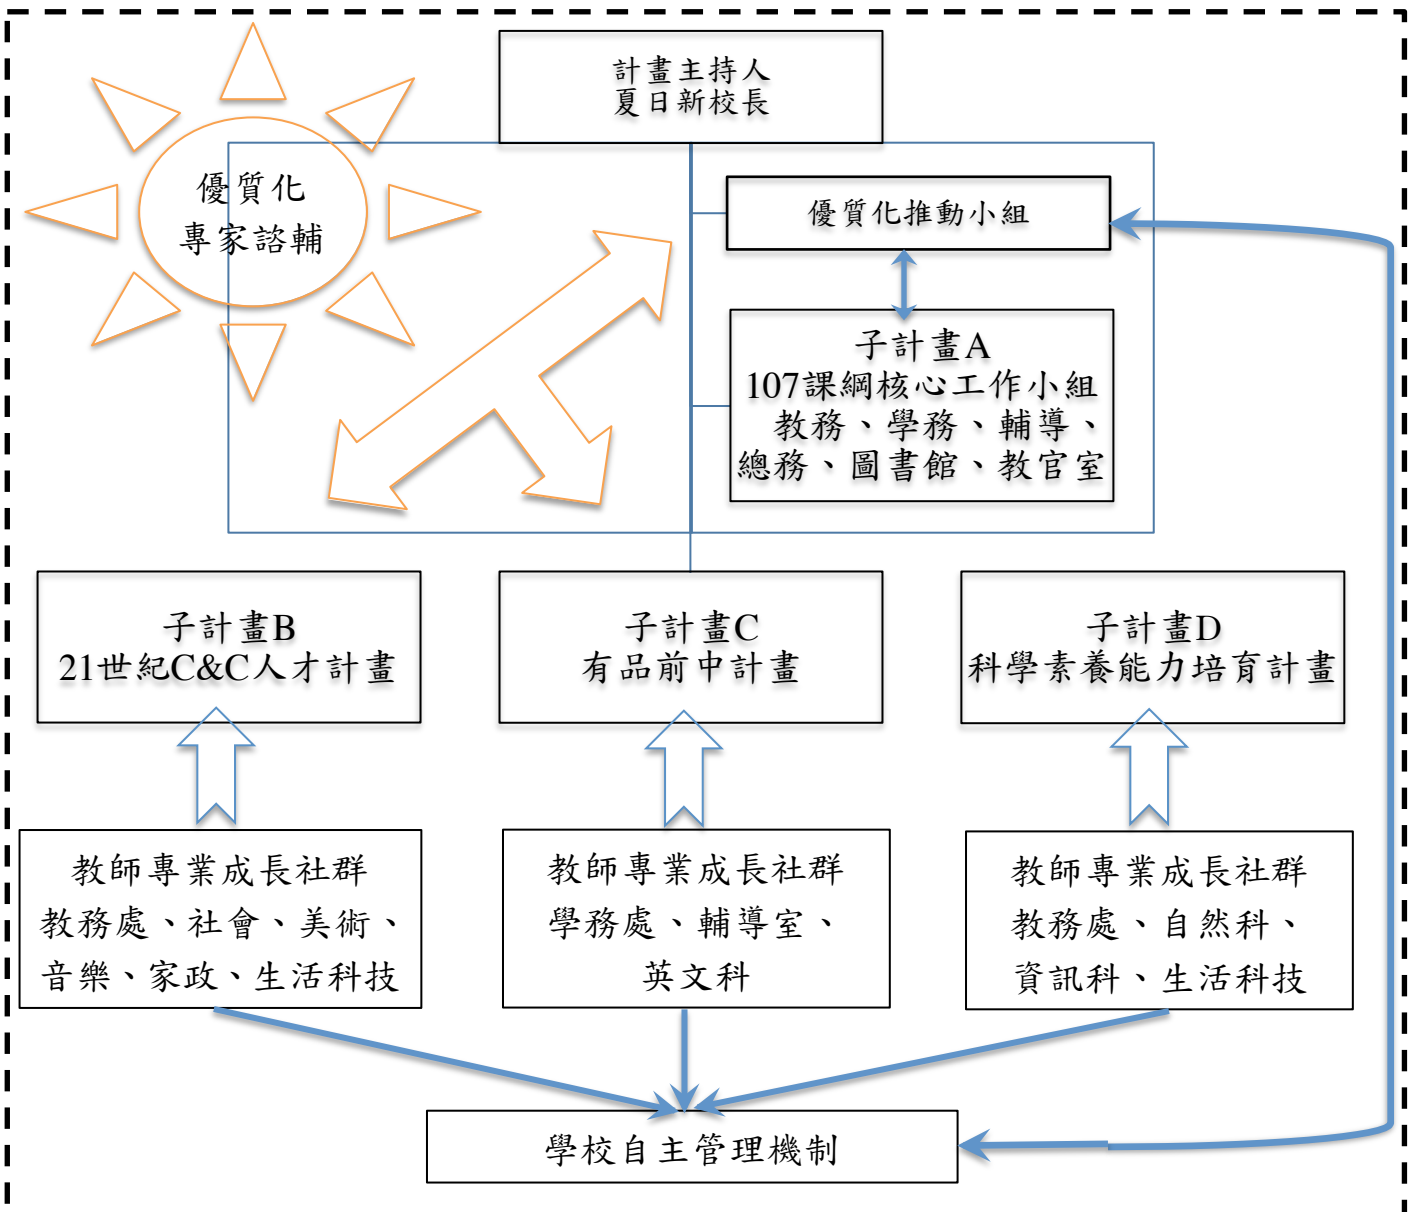 計畫主持人
夏日新校長
優質化
專家諮輔
優質化推動小組
子計畫A
107課綱核心工作小組
教務、學務、輔導、
總務、圖書館、教官室
子計畫B
21世紀C&C人才計畫
子計畫C
有品前中計畫
子計畫D
科學素養能力培育計畫
教師專業成長社群
教務處、社會、美術、
音樂、家政、生活科技
教師專業成長社群
學務處、輔導室、
英文科
教師專業成長社群
教務處、自然科、
資訊科、生活科技
學校自主管理機制